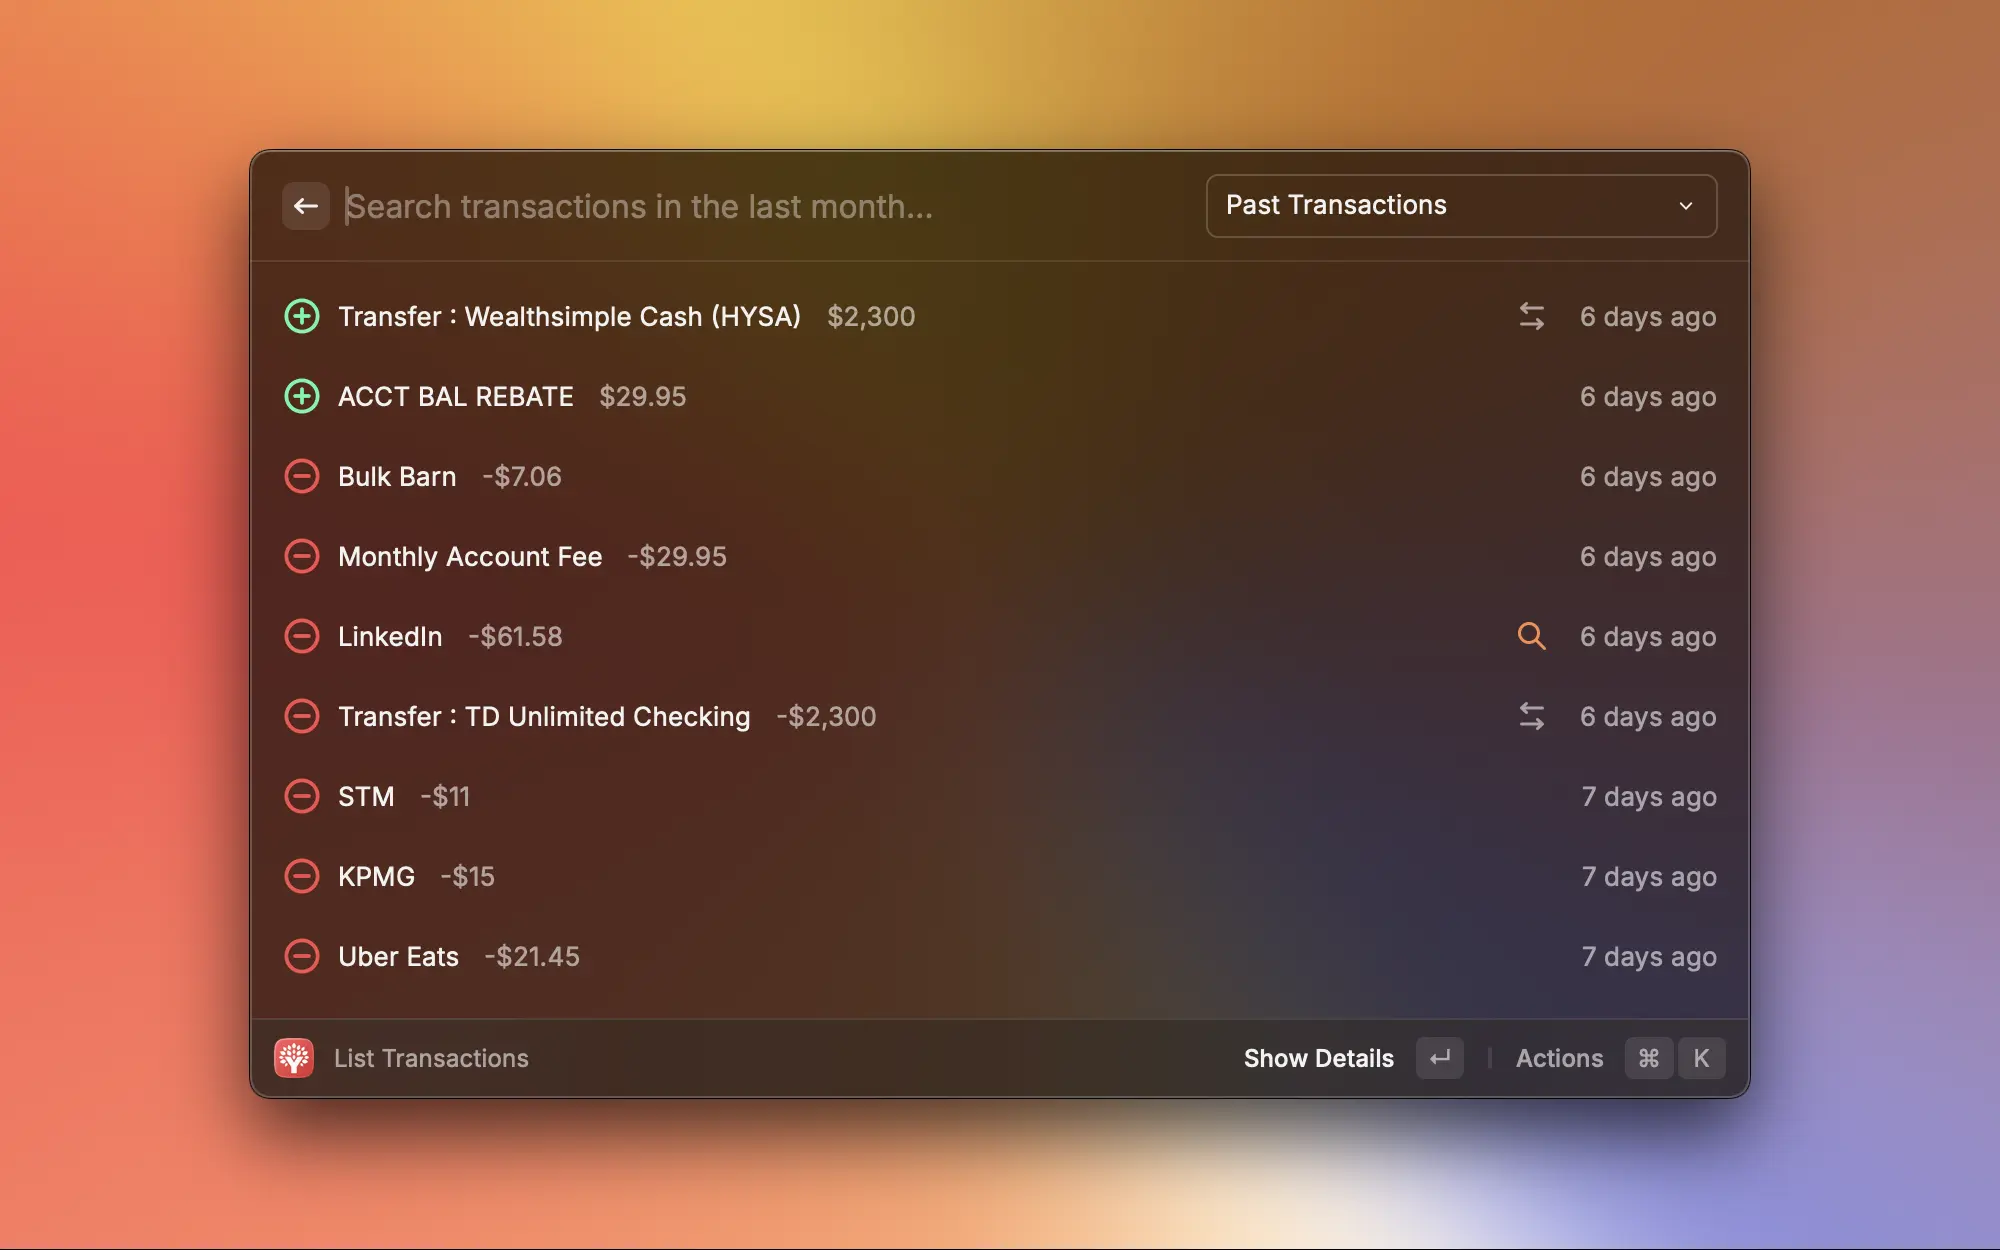 Search transactions in the last month... Past Transactions
Transfer : Wealthsimple Cash (HYSA) $2,300 6 days ago
ACCT BAL REBATE $29.95 6 days ago
Bulk Barn -$7.06 6 days ago
Monthly Account Fee -$29.95 6 days ago
LinkedIn -$61.58 6 days ago
Transfer : TD Unlimited Checking -$2,300 6 days ago
STM -$11 7 days ago
KPMG -$15 7 days ago
Uber Eats -$21.45 7 days ago
List Transactions Show Details ↵ Actions ⌘ K